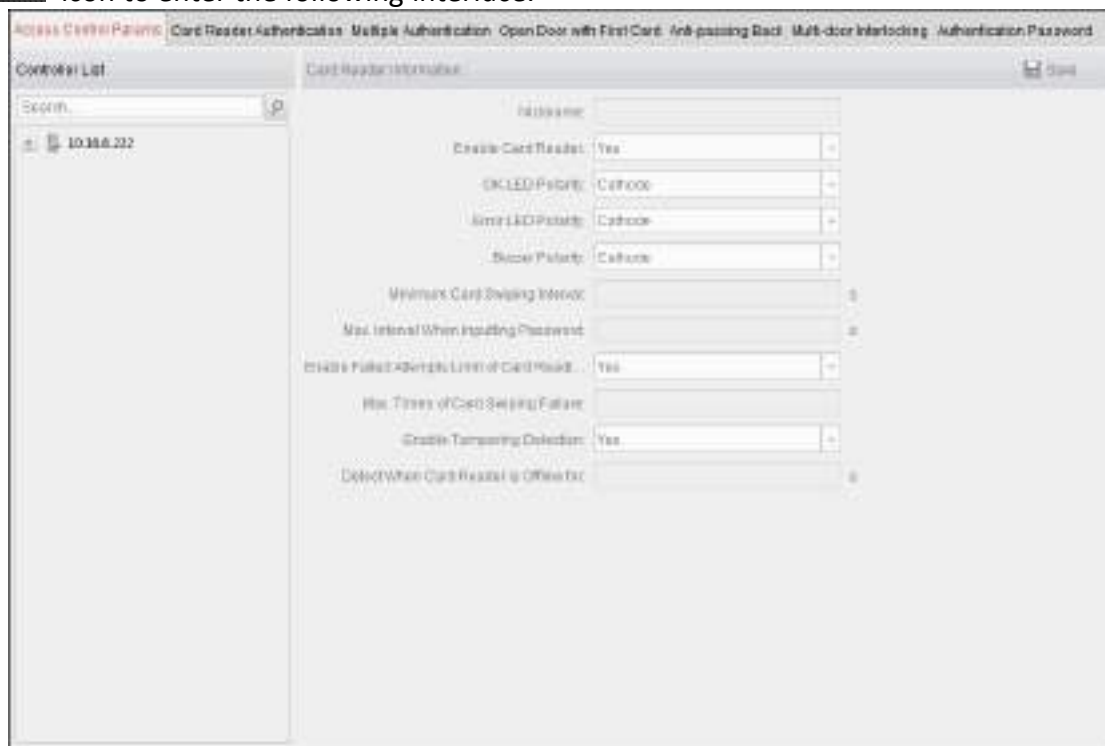 icon to enter the following interface.
Access Control Params Card Reader Authentication Multiple Authentication Open Door with First Card Anti-passing Back Multi-door Interlocking Authentication Password
Controller List
Card Reader Information
Save
Search...
Nickname:
10.16.6.222
Enable Card Reader: Yes
OK LED Polarity: Cathode
Error LED Polarity: Cathode
Buzzer Polarity: Cathode
Minimum Card Swiping Interval: s
Max. Interval When Inputting Password: s
Enable Failed Attempts Limit of Card Readi... Yes
Max. Times of Card Swiping Failure:
Enable Tampering Detection: Yes
Detect When Card Reader is Offline for: s